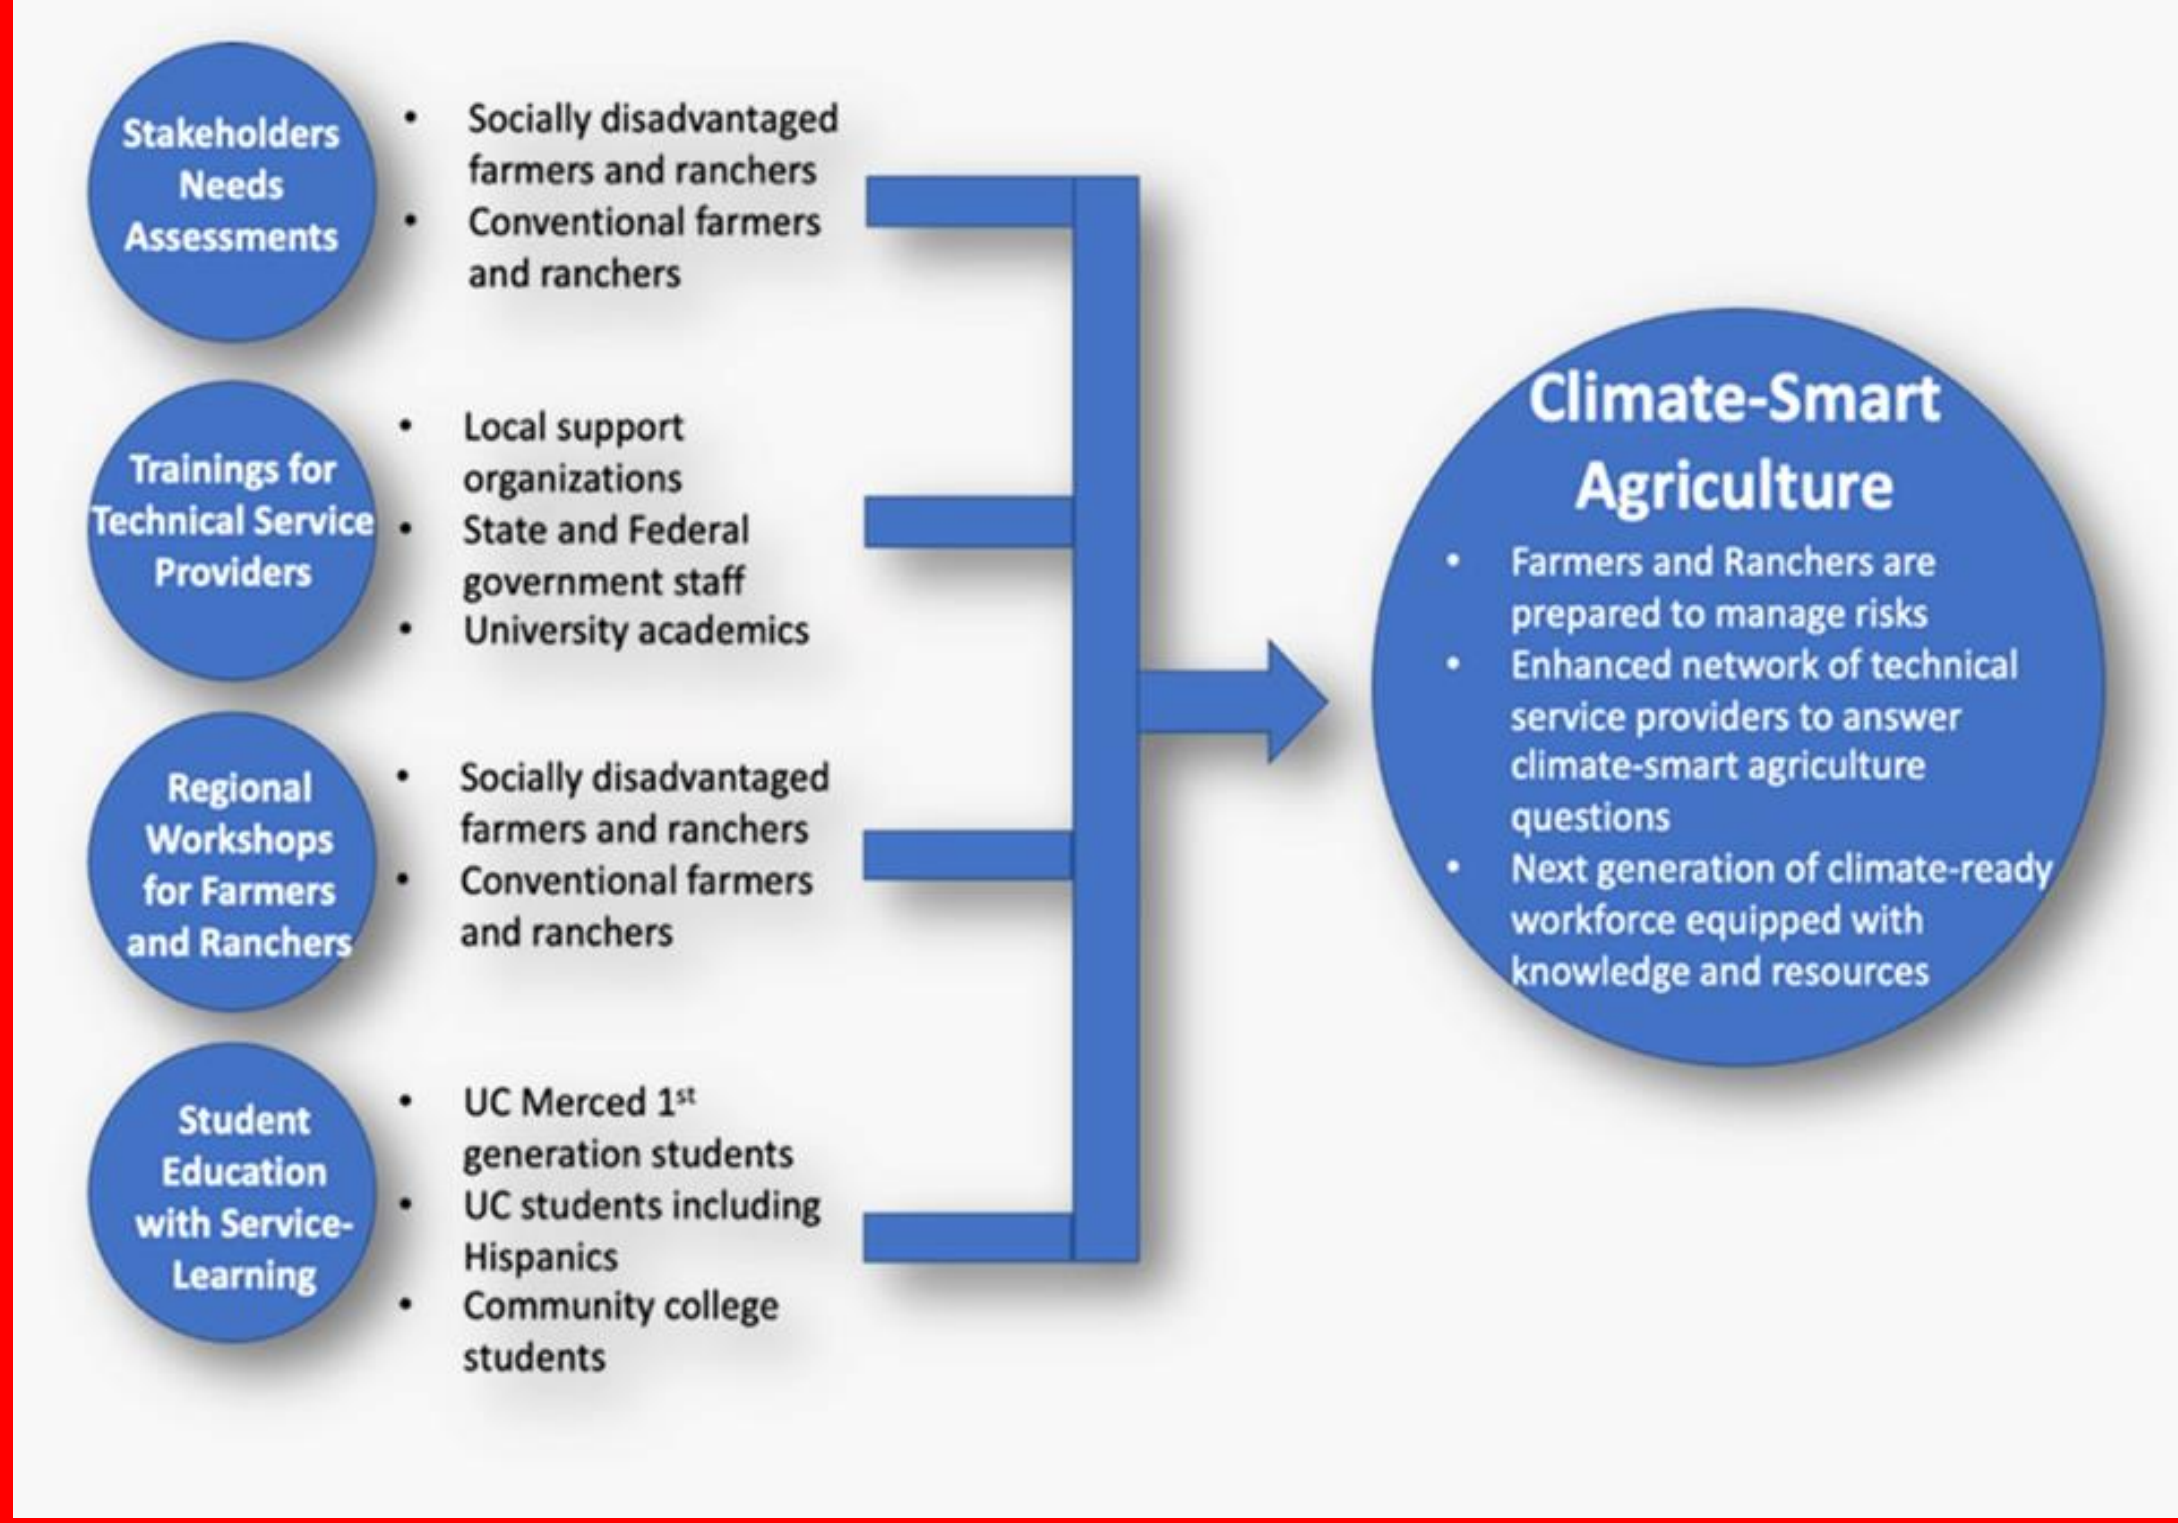 Stakeholders
Needs
Assessments
• Socially disadvantaged
farmers and ranchers
• Conventional farmers
and ranchers
Trainings for
Technical Service
Providers
• Local support
organizations
• State and Federal
government staff
• University academics
Regional
Workshops
for Farmers
and Ranchers
• Socially disadvantaged
farmers and ranchers
• Conventional farmers
and ranchers
Student
Education
with Service-
Learning
• UC Merced 1st
generation students
• UC students including
Hispanics
• Community college
students
Climate-Smart
Agriculture
• Farmers and Ranchers are
prepared to manage risks
• Enhanced network of technical
service providers to answer
climate-smart agriculture
questions
• Next generation of climate-ready
workforce equipped with
knowledge and resources